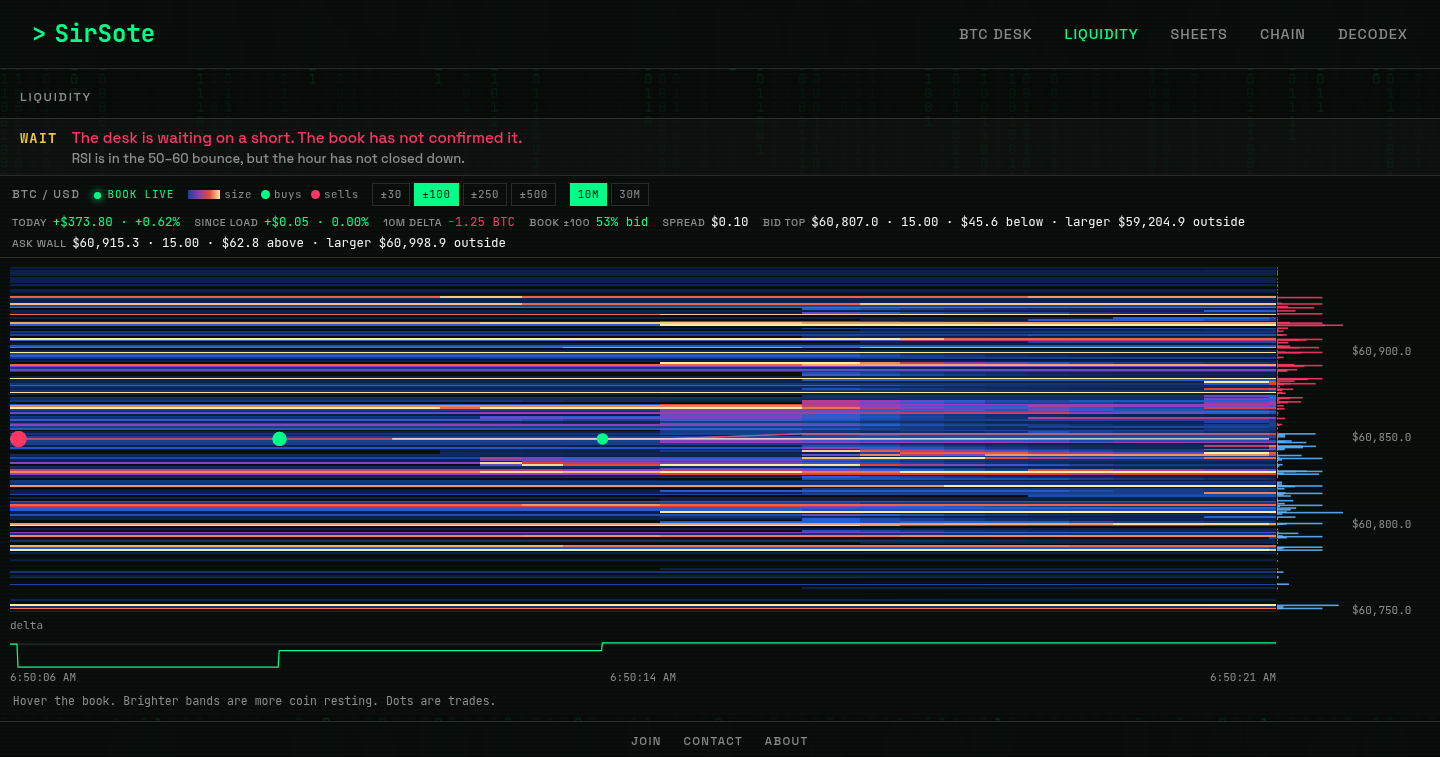 > SirSote
BTC DESK LIQUIDITY SHEETS CHAIN DECODEX
LIQUIDITY
WAIT The desk is waiting on a short. The book has not confirmed it.
RSI is in the 50–60 bounce, but the hour has not closed down.
BTC / USD BOOK LIVE size buys sells ±30 ±100 ±250 ±500 10M 30M
TODAY +$373.80 · +0.62% SINCE LOAD +$0.05 · 0.00% 10M DELTA -1.25 BTC BOOK ±100 53% bid SPREAD $0.10 BID TOP $60,807.0 · 15.00 · $45.6 below · larger $59,204.9 outside
ASK WALL $60,915.3 · 15.00 · $62.8 above · larger $60,998.9 outside
$60,900.0
$60,850.0
$60,800.0
$60,750.0
delta
6:50:06 AM 6:50:14 AM 6:50:21 AM
Hover the book. Brighter bands are more coin resting. Dots are trades.
JOIN CONTACT ABOUT